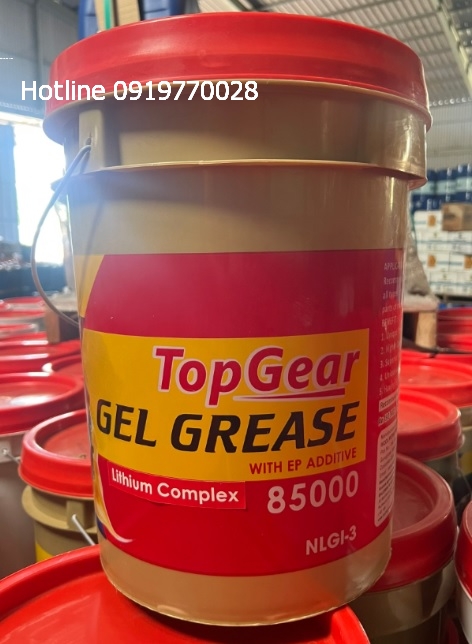 Hotline 0919770028
TopGear
GEL GREASE
WITH EP ADDITIVE
Lithium Complex
85000
NLGI-3